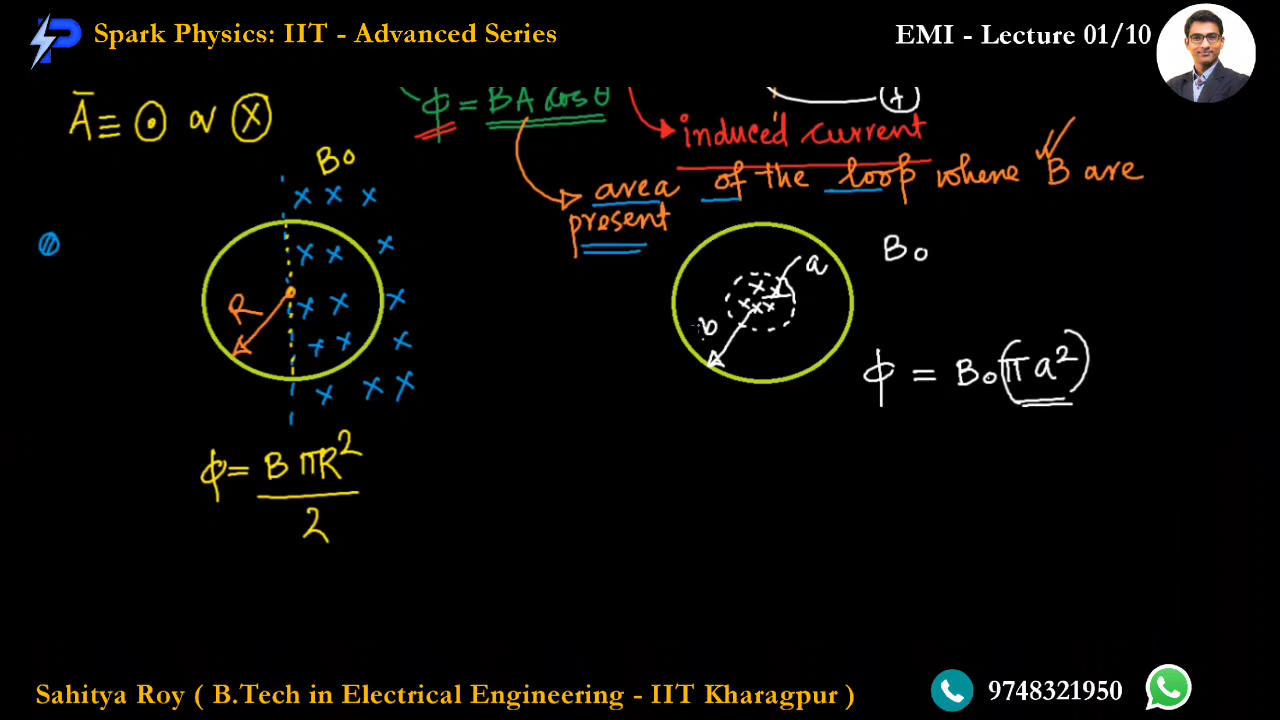 Spark Physics: IIT - Advanced Series
EMI - Lecture 01/10
Ā ≡ ⊙ or ⊗
ϕ = BA cos θ
(+)
induced current
area of the loop where B are
present
B₀
× × ×
× × ×
× × ×
× × ×
× × ×
R
ϕ = B πR²
2
a
× ×
× × ×
b
B₀
ϕ = B₀(πa²)
Sahitya Roy ( B.Tech in Electrical Engineering - IIT Kharagpur )
9748321950